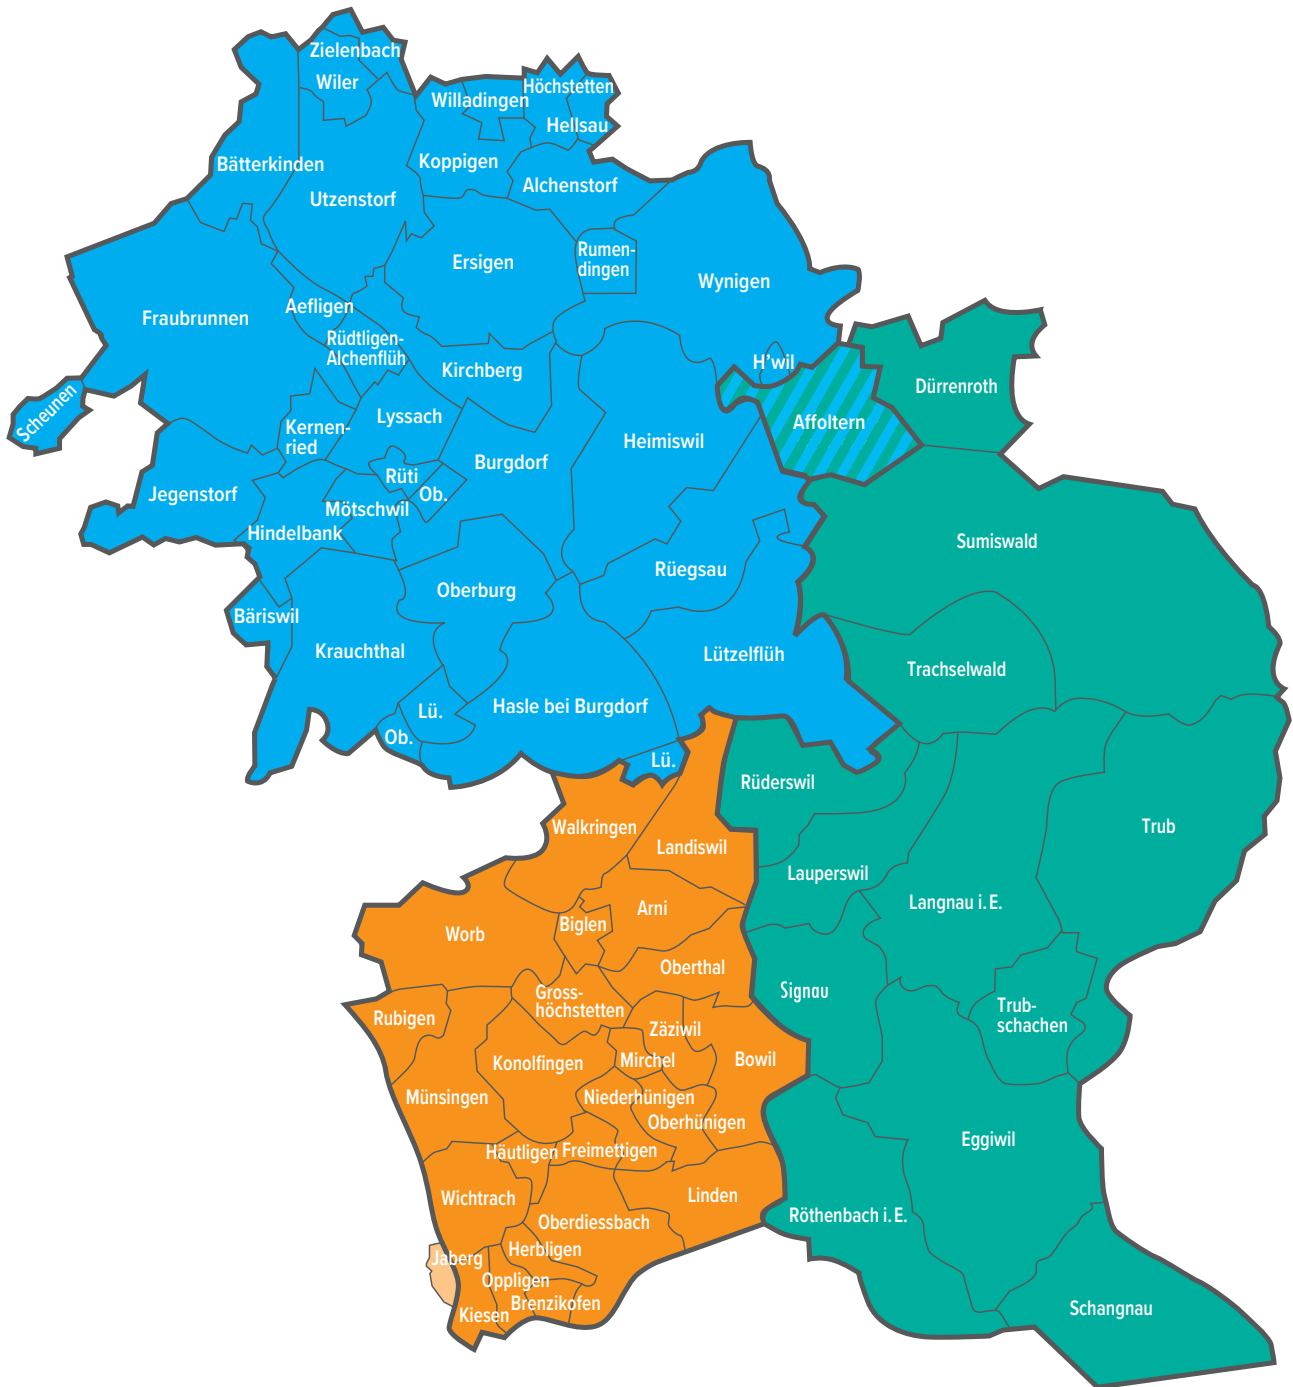 Zielenbach
Wiler
Höchstetten
Willadingen
Hellsau
Bätterkinden
Koppigen
Utzenstorf
Alchenstorf
Ersigen
Rumen-
dingen
Wynigen
Aefligen
Fraubrunnen
Rüdtligen-
Alchenflüh
Kirchberg
H’wil
Dürrenroth
Scheunen
Lyssach
Affoltern
Kernen-
ried
Heimiswil
Burgdorf
Rüti
Ob.
Jegenstorf
Mötschwil
Hindelbank
Sumiswald
Rüegsau
Oberburg
Bäriswil
Krauchthal
Lützelflüh
Trachselwald
Hasle bei Burgdorf
Lü.
Ob.
Lü.
Rüderswil
Walkringen
Landiswil
Trub
Lauperswil
Langnau i. E.
Arni
Biglen
Worb
Oberthal
Signau
Gross-
höchstetten
Trub-
schachen
Rubigen
Zäziwil
Mirchel
Bowil
Konolfingen
Münsingen
Niederhünigen
Oberhünigen
Eggiwil
Häutligen
Freimettigen
Wichtrach
Linden
Oberdiessbach
Röthenbach i. E.
Herbligen
Jaberg
Oppligen
Brenzikofen
Kiesen
Schangnau